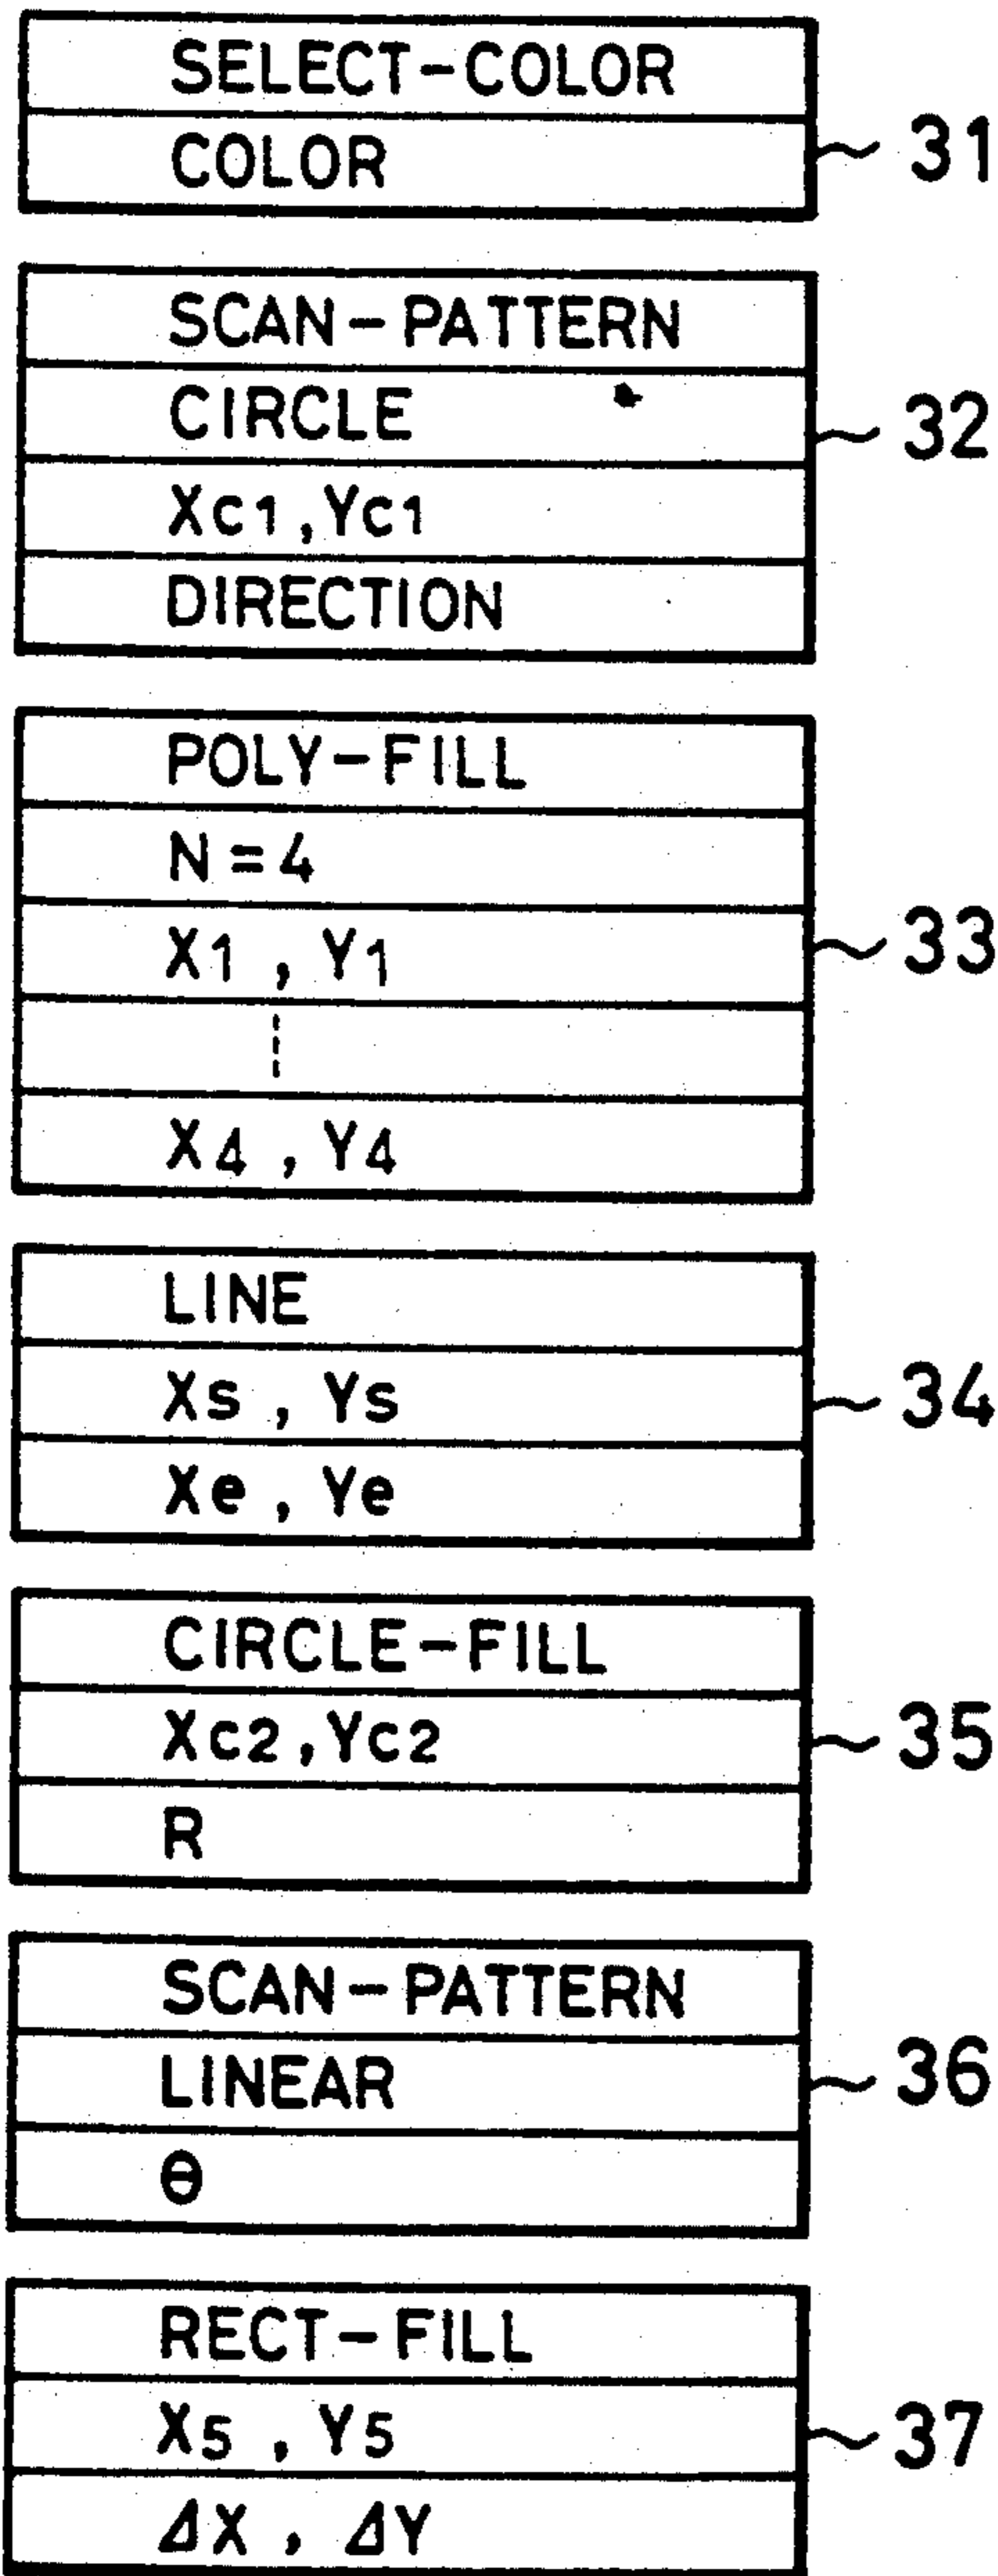 SELECT-COLOR
COLOR
31
SCAN-PATTERN
CIRCLE
32
Xc1,Yc1
DIRECTION
POLY-FILL
N=4
X1, Y1
33
X4, Y4
LINE
Xs, Ys
34
Xe, Ye
CIRCLE-FILL
Xc2,Yc2
35
R
SCAN-PATTERN
LINEAR
36
θ
RECT-FILL
X5, Y5
37
ΔX, ΔY